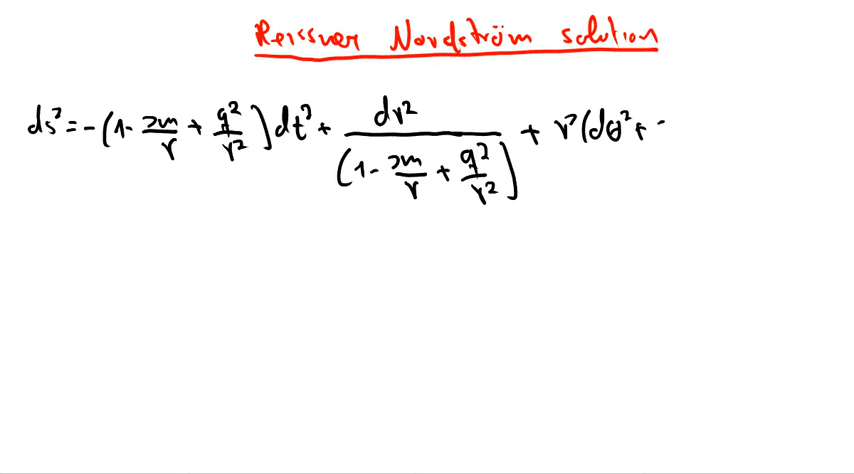 Reissner Nordström solution
ds² = -(1 - 2m/r + q²/r²)dt² + dr²/(1 - 2m/r + q²/r²) + r²(dθ² +